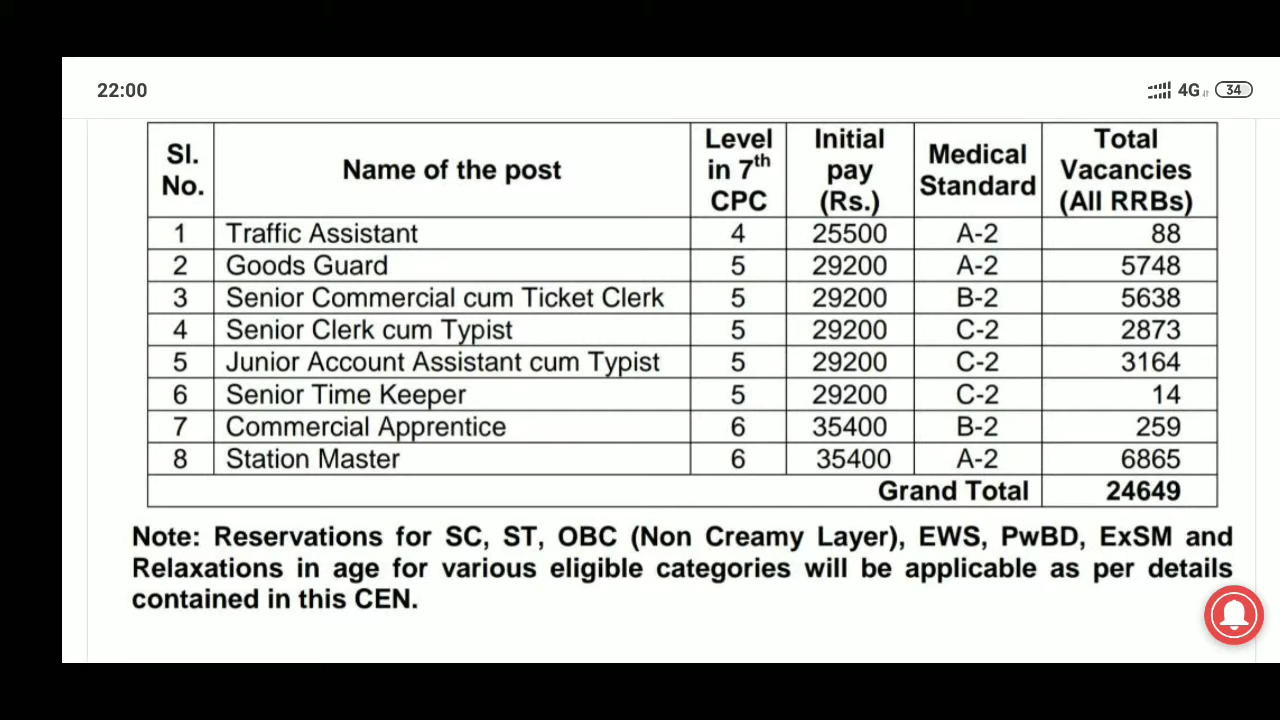 22:00 4G 34
Sl. No. Name of the post Level in 7th CPC Initial pay (Rs.) Medical Standard Total Vacancies (All RRBs)
1 Traffic Assistant 4 25500 A-2 88
2 Goods Guard 5 29200 A-2 5748
3 Senior Commercial cum Ticket Clerk 5 29200 B-2 5638
4 Senior Clerk cum Typist 5 29200 C-2 2873
5 Junior Account Assistant cum Typist 5 29200 C-2 3164
6 Senior Time Keeper 5 29200 C-2 14
7 Commercial Apprentice 6 35400 B-2 259
8 Station Master 6 35400 A-2 6865
Grand Total 24649
Note: Reservations for SC, ST, OBC (Non Creamy Layer), EWS, PwBD, ExSM and
Relaxations in age for various eligible categories will be applicable as per details
contained in this CEN.